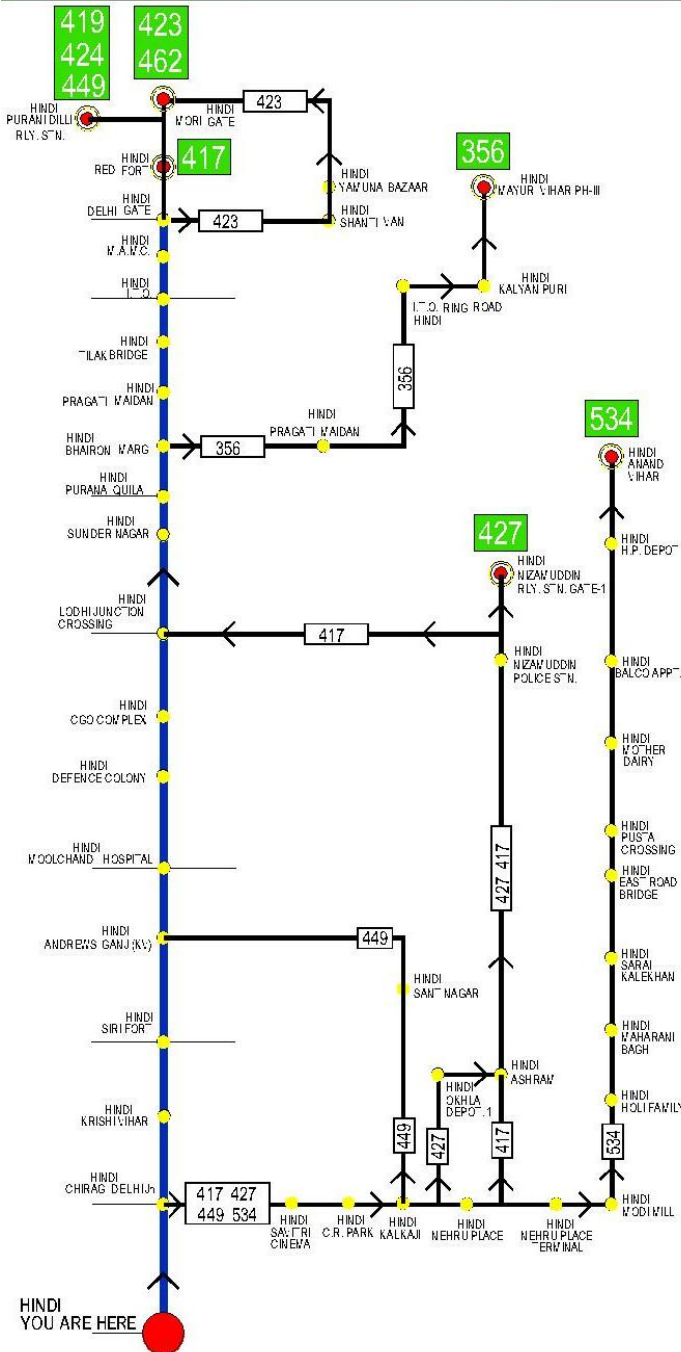 419
424
449
423
462
HINDI
PURANI DILLI
RLY. STN.
HINDI
MORI GATE
423
HINDI
RED FORT
417
HINDI
YAMUNA BAZAAR
356
HINDI
MAYUR VIHAR PH-III
HINDI
DELHI GATE
423
HINDI
SHANTI VAN
HINDI
M.A.M.C.
HINDI
I.T.O.
I.T.O. RING ROAD
HINDI
HINDI
KALYAN PURI
HINDI
TILAK BRIDGE
356
HINDI
PRAGATI MAIDAN
HINDI
BHAIRON MARG
356
HINDI
PRAGATI MAIDAN
534
HINDI
ANAND
VIHAR
HINDI
PURANA QUILA
HINDI
SUNDER NAGAR
427
HINDI
NIZAMUDDIN
RLY. STN. GATE-1
HINDI
H.P. DEPOT
HINDI
LODHI JUNCTION
CROSSING
417
HINDI
NIZAMUDDIN
POLICE STN.
HINDI
BALCO APPT.
HINDI
CGO COMPLEX
HINDI
MOTHER
DAIRY
HINDI
DEFENCE COLONY
HINDI
MOOLCHAND HOSPITAL
427 417
HINDI
PUSTA
CROSSING
HINDI
EAST ROAD
BRIDGE
HINDI
ANDREWS GANJ (KV)
449
HINDI
SANT NAGAR
HINDI
SARAI
KALEKHAN
HINDI
SIRI FORT
HINDI
MAHARANI
BAGH
HINDI
KRISHI VIHAR
HINDI
OKHLA
DEPOT.1
HINDI
ASHRAM
HINDI
HOLI FAMILY
449
427
417
534
HINDI
CHIRAG DELHI
417 427
449 534
HINDI
SAVITRI
CINEMA
HINDI
C.R. PARK
HINDI
KALKAJI
HINDI
NEHRU PLACE
HINDI
NEHRU PLACE
TERMINAL
HINDI
MODI MILL
HINDI
YOU ARE HERE